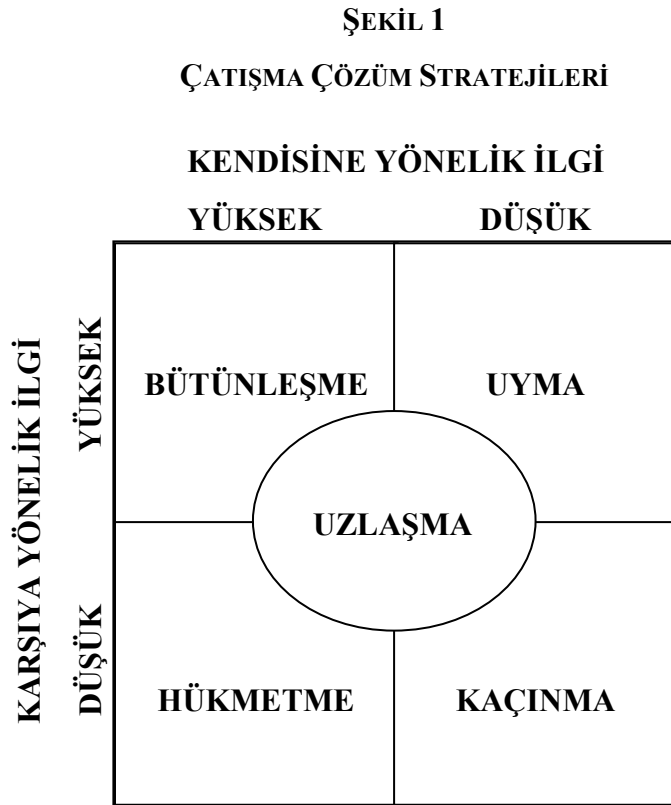 ŞEKİL 1
ÇATIŞMA ÇÖZÜM STRATEJİLERİ
KENDİSİNE YÖNELİK İLGİ
YÜKSEK DÜŞÜK
KARŞIYA YÖNELİK İLGİ
YÜKSEK
BÜTÜNLEŞME UYMA
UZLAŞMA
DÜŞÜK
HÜKMETME KAÇINMA